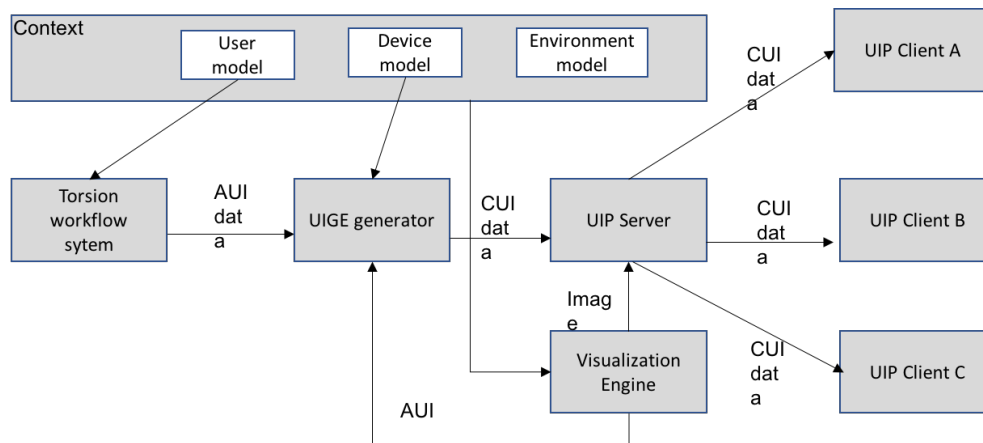 Context
User
model
Device
model
Environment
model
UIP Client A
CUI
dat
a
Torsion
workflow
sytem
AUI
dat
a
UIGE generator
CUI
dat
a
UIP Server
CUI
dat
a
UIP Client B
Imag
e
Visualization
Engine
CUI
dat
a
UIP Client C
AUI